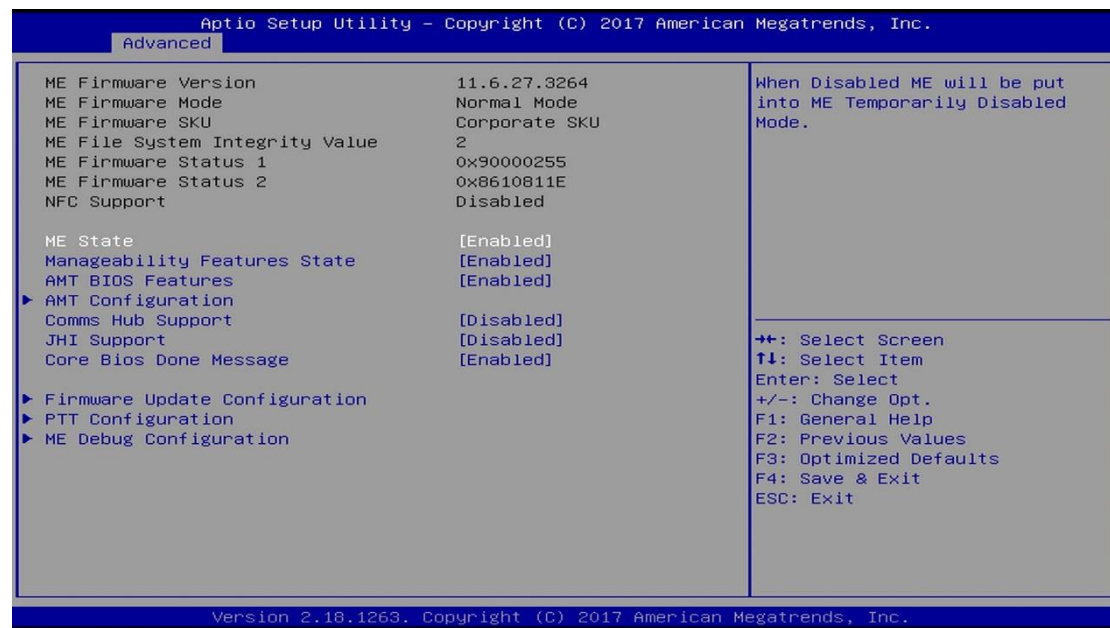 Aptio Setup Utility – Copyright (C) 2017 American Megatrends, Inc.
Advanced
ME Firmware Version 11.6.27.3264
ME Firmware Mode Normal Mode
ME Firmware SKU Corporate SKU
ME File System Integrity Value 2
ME Firmware Status 1 0x90000255
ME Firmware Status 2 0x8610811E
NFC Support Disabled
ME State [Enabled]
Manageability Features State [Enabled]
AMT BIOS Features [Enabled]
► AMT Configuration
Comms Hub Support [Disabled]
JHI Support [Disabled]
Core Bios Done Message [Enabled]
► Firmware Update Configuration
► PTT Configuration
► ME Debug Configuration
When Disabled ME will be put
into ME Temporarily Disabled
Mode.
→←: Select Screen
↑↓: Select Item
Enter: Select
+/-: Change Opt.
F1: General Help
F2: Previous Values
F3: Optimized Defaults
F4: Save & Exit
ESC: Exit
Version 2.18.1263. Copyright (C) 2017 American Megatrends, Inc.